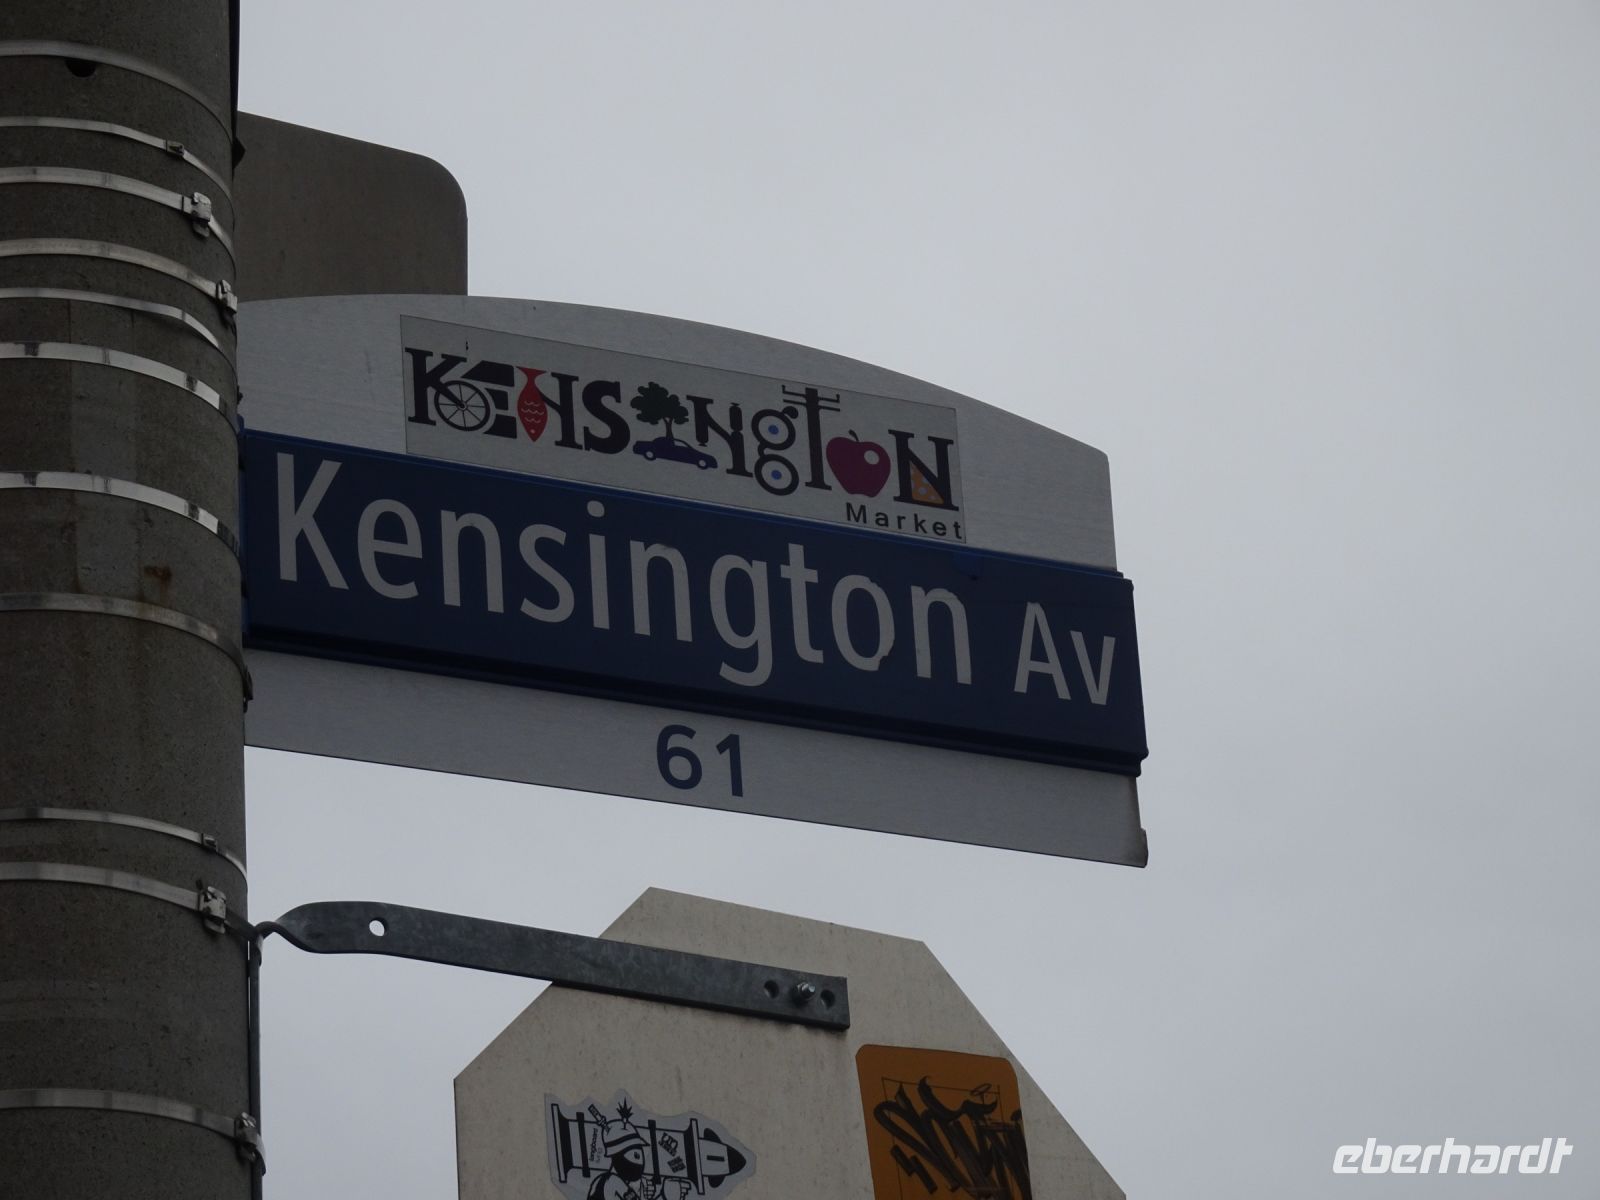 KENSINGTON
Market
Kensington Av
61
eberhardt